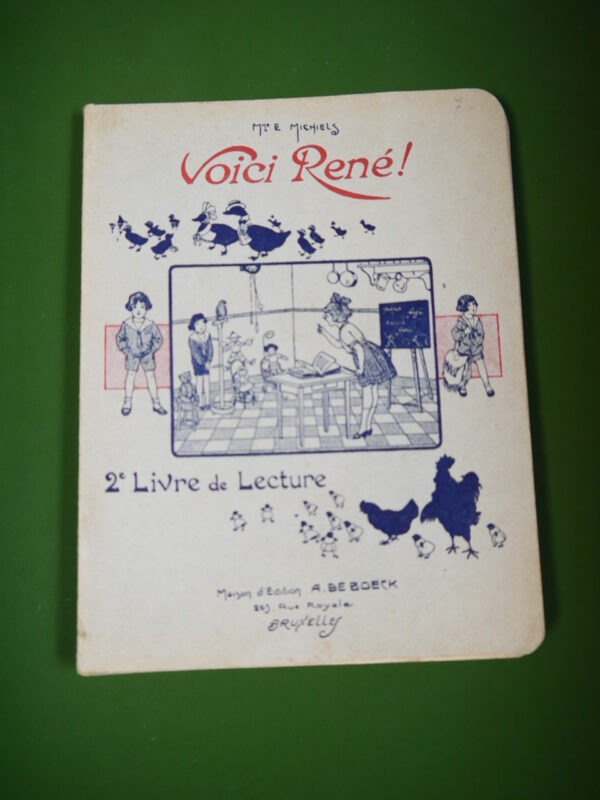 Mlle E. Michiels
Voici René!
2e Livre de Lecture
Maison d'Edition A. DE BOECK
265 Rue Royale
BRUXELLES